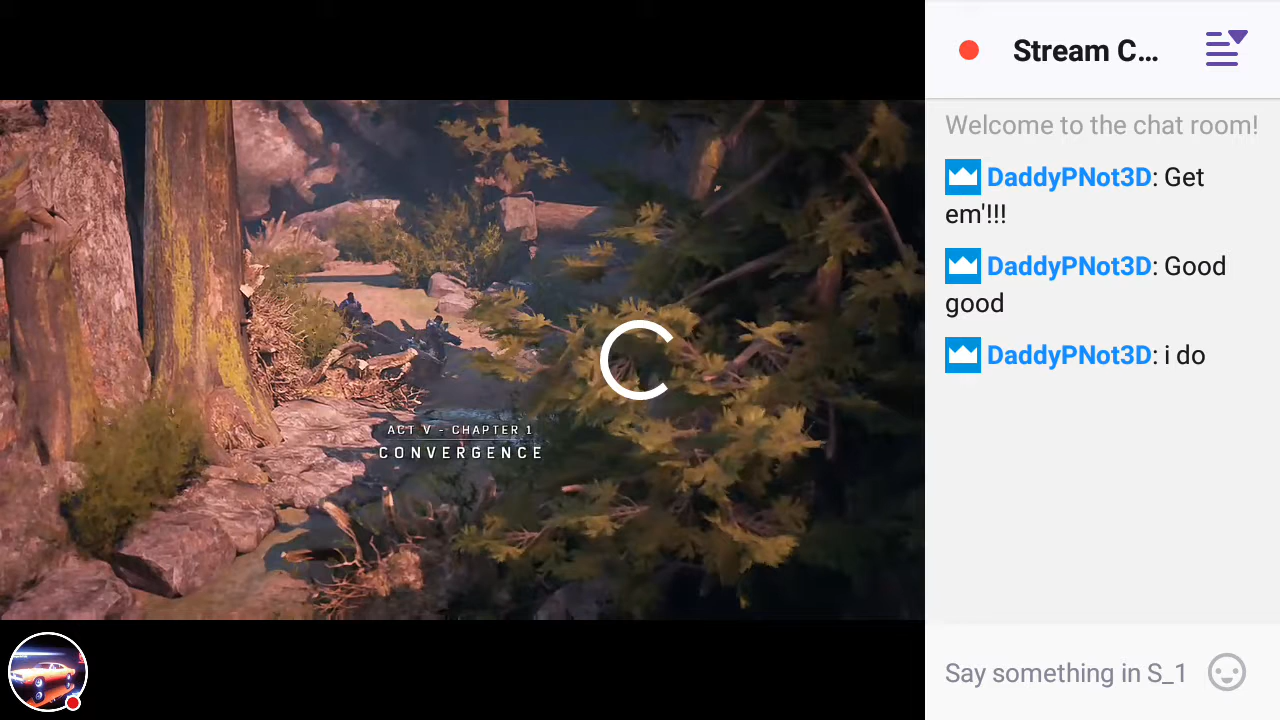 ACT V - CHAPTER 1
CONVERGENCE
Stream C...
Welcome to the chat room!
DaddyPNot3D: Get
em'!!!
DaddyPNot3D: Good
good
DaddyPNot3D: i do
Say something in S_1